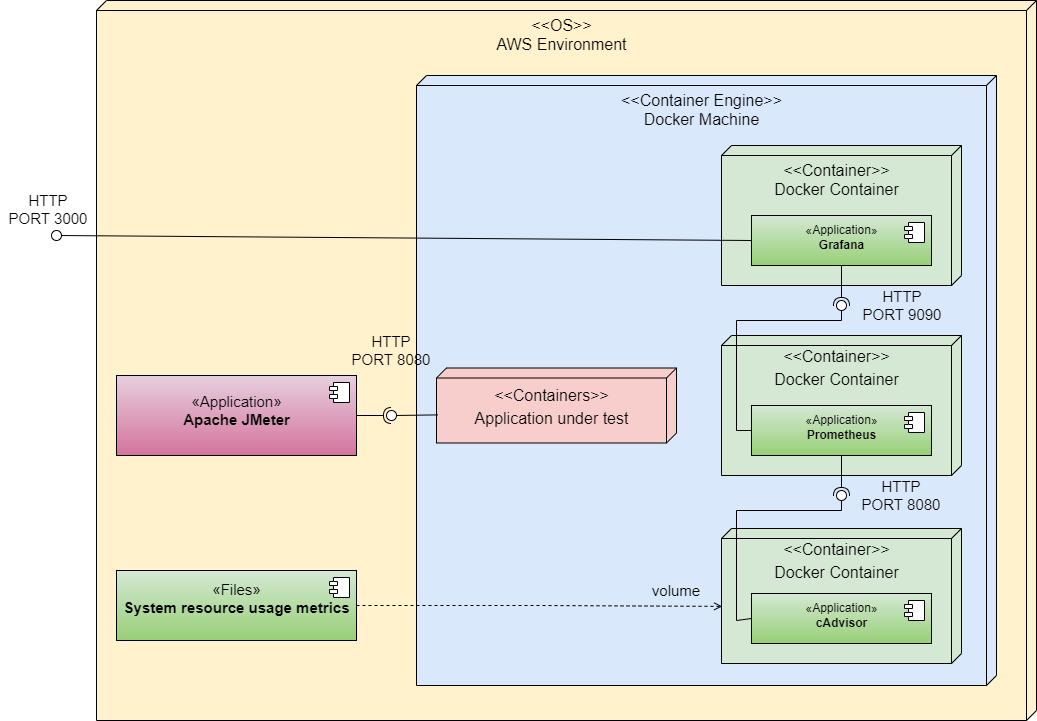 <<OS>>
AWS Environment
<<Container Engine>>
Docker Machine
<<Container>>
Docker Container
HTTP
PORT 3000
«Application»
Grafana
HTTP
PORT 9090
HTTP
PORT 8080
<<Container>>
Docker Container
«Application»
Apache JMeter
<<Containers>>
Application under test
«Application»
Prometheus
HTTP
PORT 8080
<<Container>>
Docker Container
«Files»
System resource usage metrics
volume
«Application»
cAdvisor